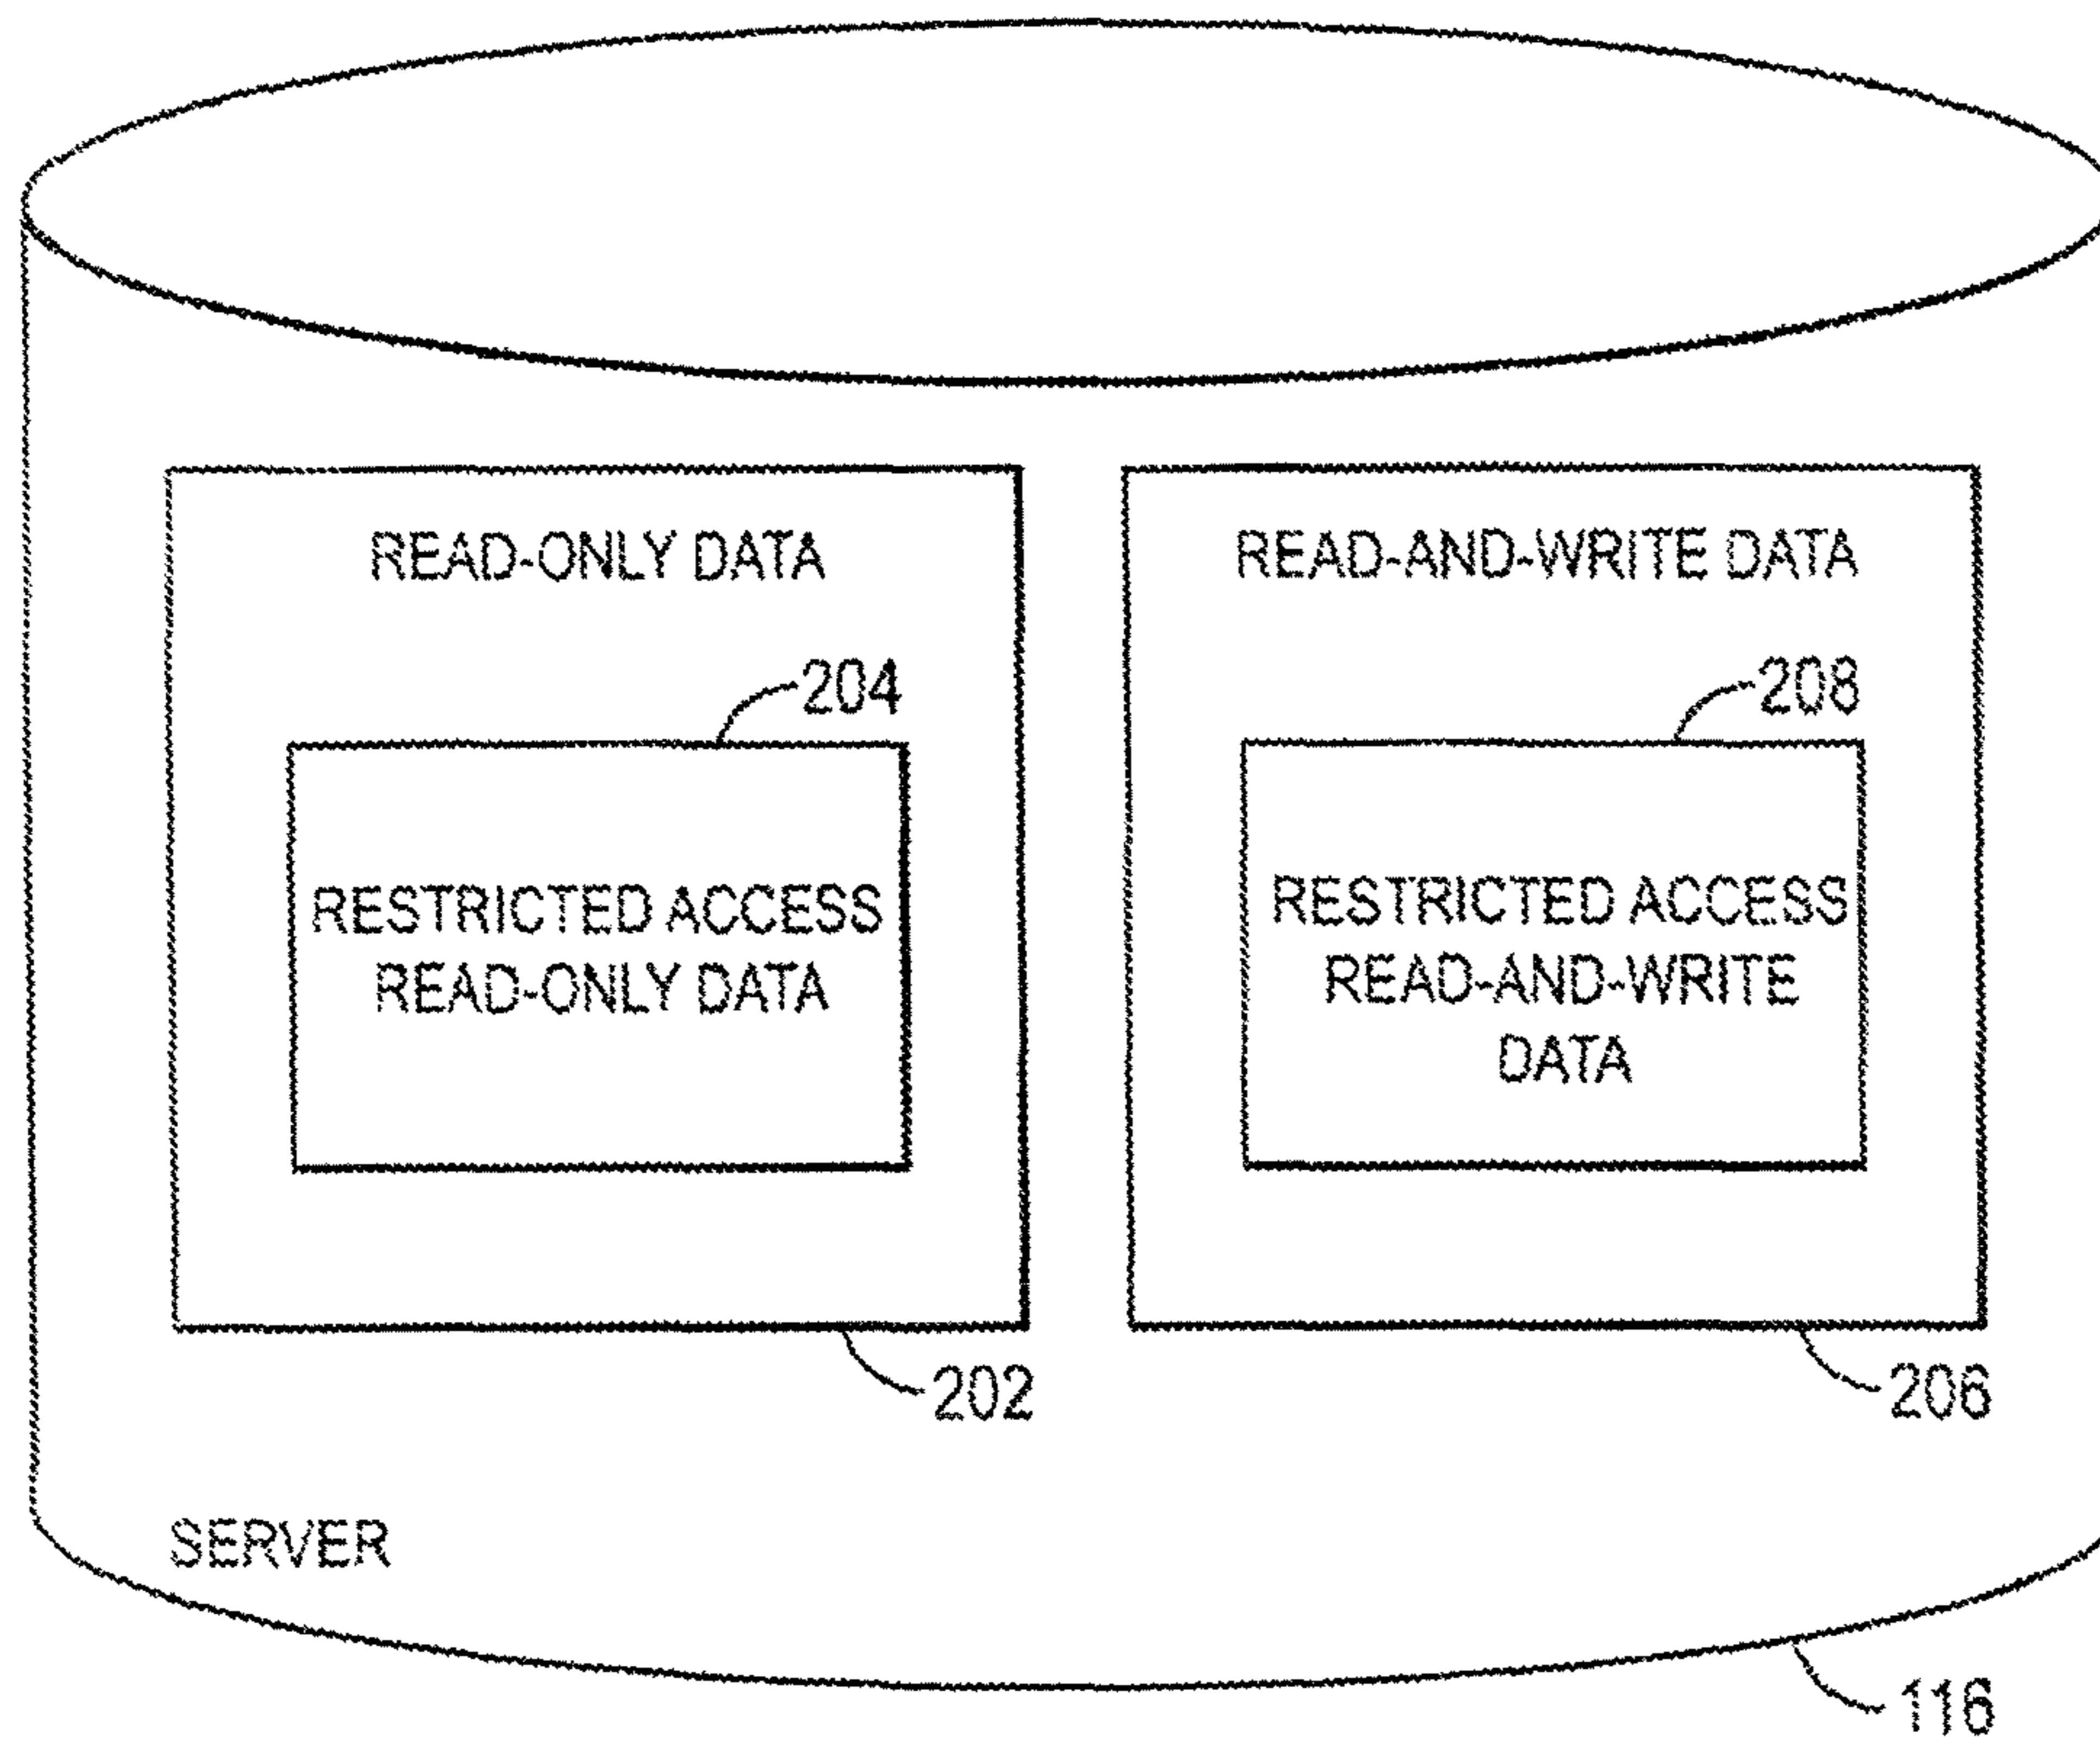 READ-ONLY DATA
204
RESTRICTED ACCESS
READ-ONLY DATA
202
READ-AND-WRITE DATA
208
RESTRICTED ACCESS
READ-AND-WRITE
DATA
206
SERVER
116